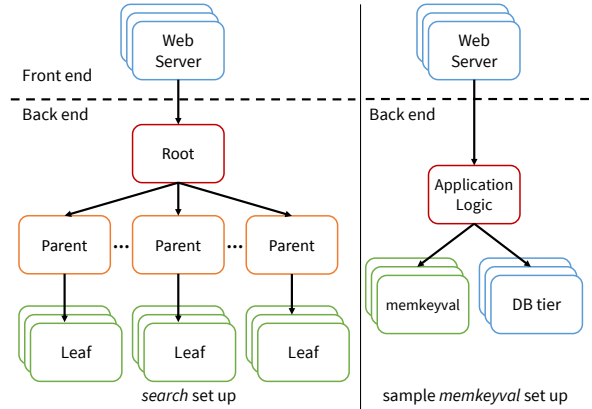 Web
Server
Front end
Back end
Root
Parent
...
Parent
...
Parent
Leaf
Leaf
Leaf
search set up
Web
Server
Back end
Application
Logic
memkeyval
DB tier
sample memkeyval set up